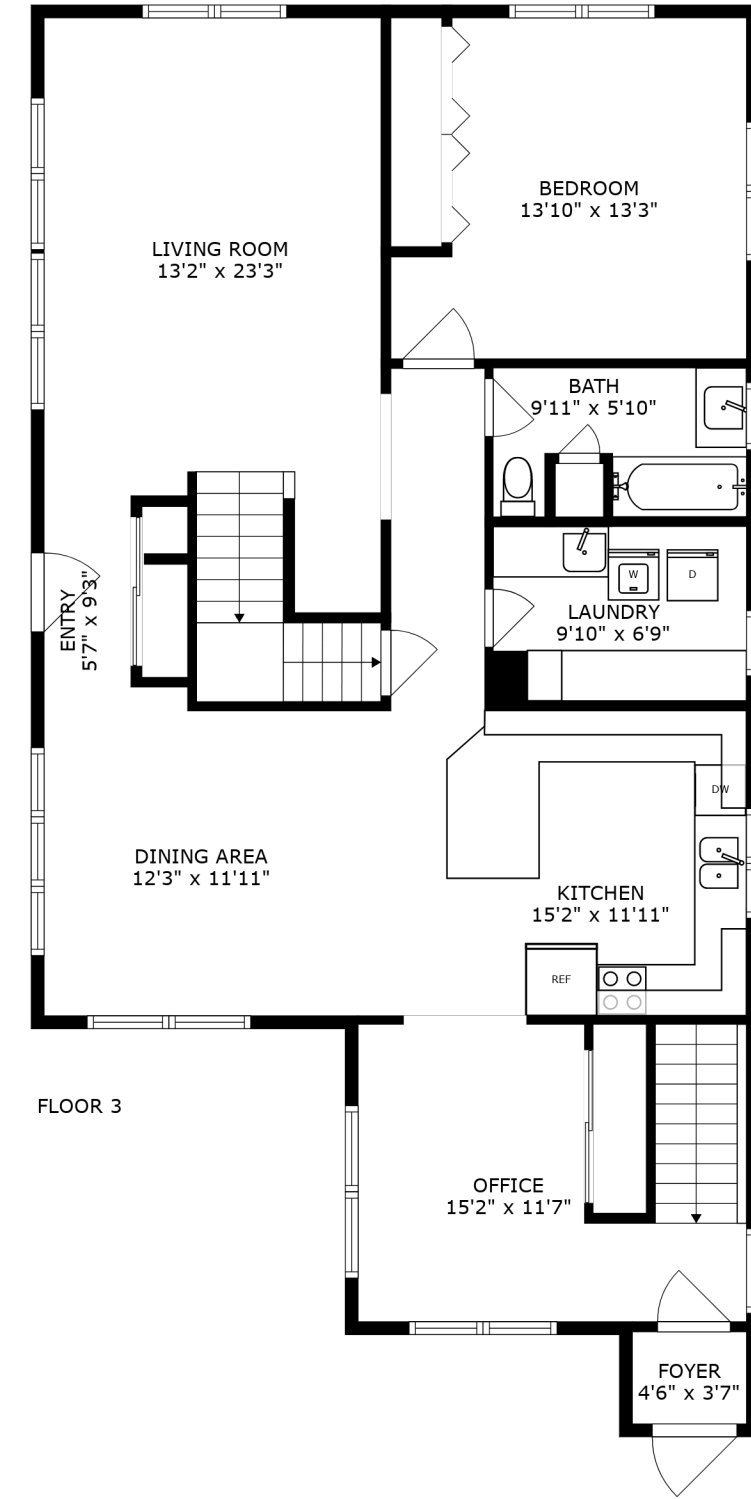 BEDROOM
13'10" x 13'3"
LIVING ROOM
13'2" x 23'3"
BATH
9'11" x 5'10"
W
D
ENTRY
5'7" x 9'3"
LAUNDRY
9'10" x 6'9"
DW
DINING AREA
12'3" x 11'11"
KITCHEN
15'2" x 11'11"
REF
FLOOR 3
OFFICE
15'2" x 11'7"
FOYER
4'6" x 3'7"